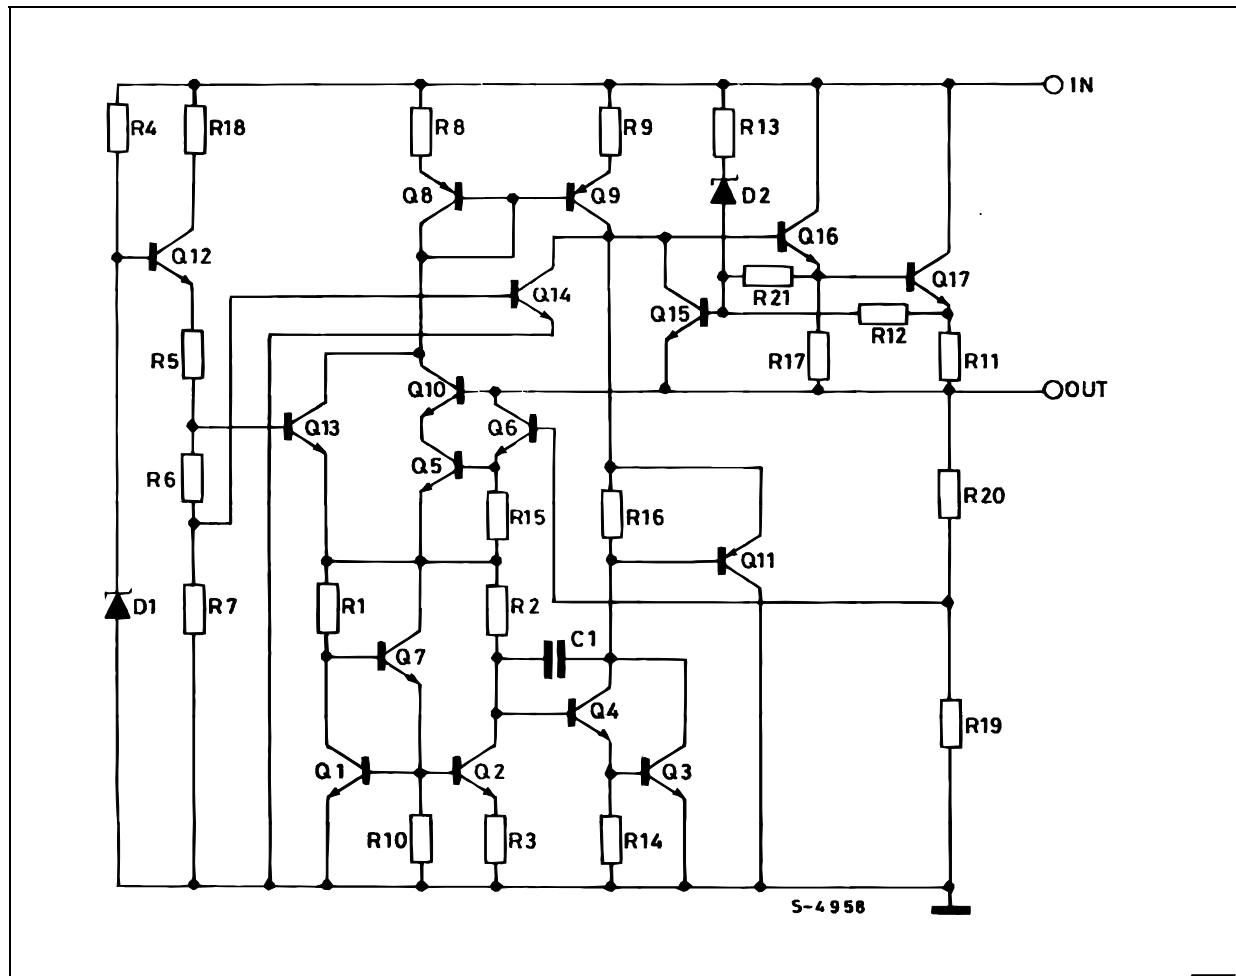 IN
R4 R18 R8 R9 R13
Q8 Q9 D2
Q12 Q16
Q14 Q17
R21
Q15
R12
R5 R17 R11
Q10 OUT
Q13 Q6
Q5
R6 R20
R15 R16
Q11
D1 R7 R1 R2
C1
Q7
Q4
R19
Q1 Q2 Q3
R10 R3 R14
S-4958